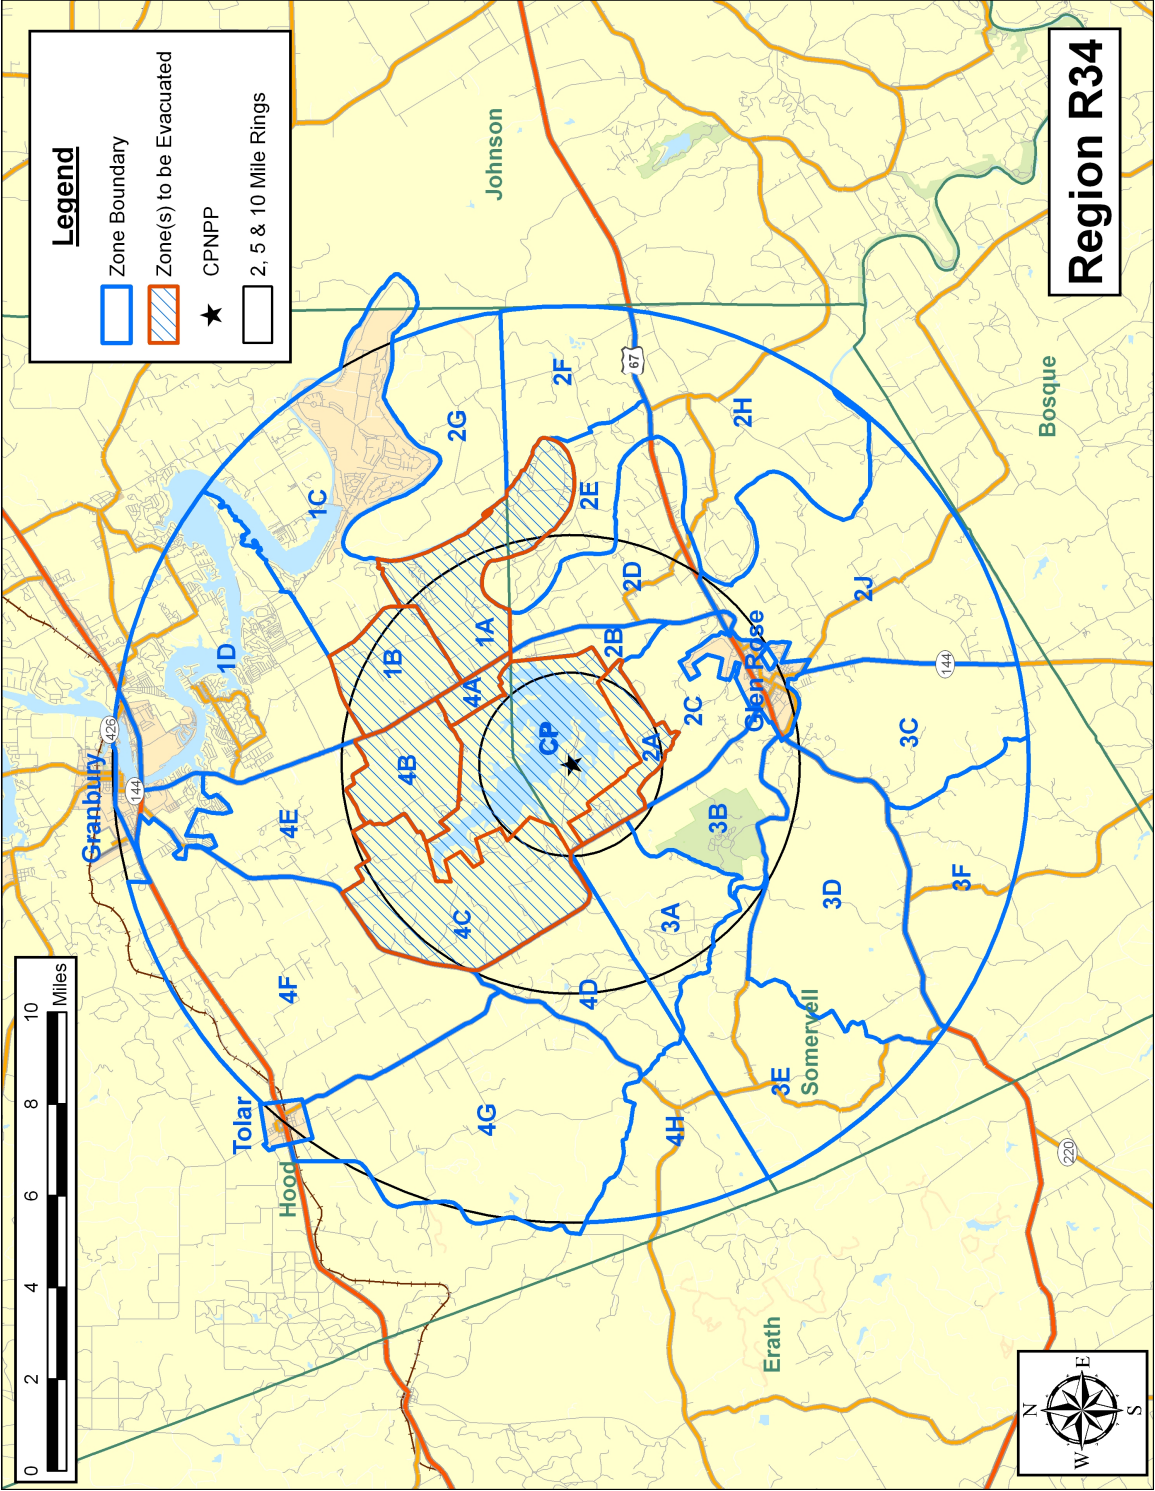 Legend
Zone Boundary
Zone(s) to be Evacuated
CPNPP
2, 5 & 10 Mile Rings
Region R34
0 2 4 6 8 10
Miles
N
W E
S
Granbury
Tolar
Glen Rose
Hood
Johnson
Bosque
Somervell
Erath
426
144
67
144
220
CP
1A
1B
1C
1D
2A
2B
2C
2D
2E
2F
2G
2H
2J
3A
3B
3C
3D
3E
3F
4A
4B
4C
4D
4E
4F
4G
4H